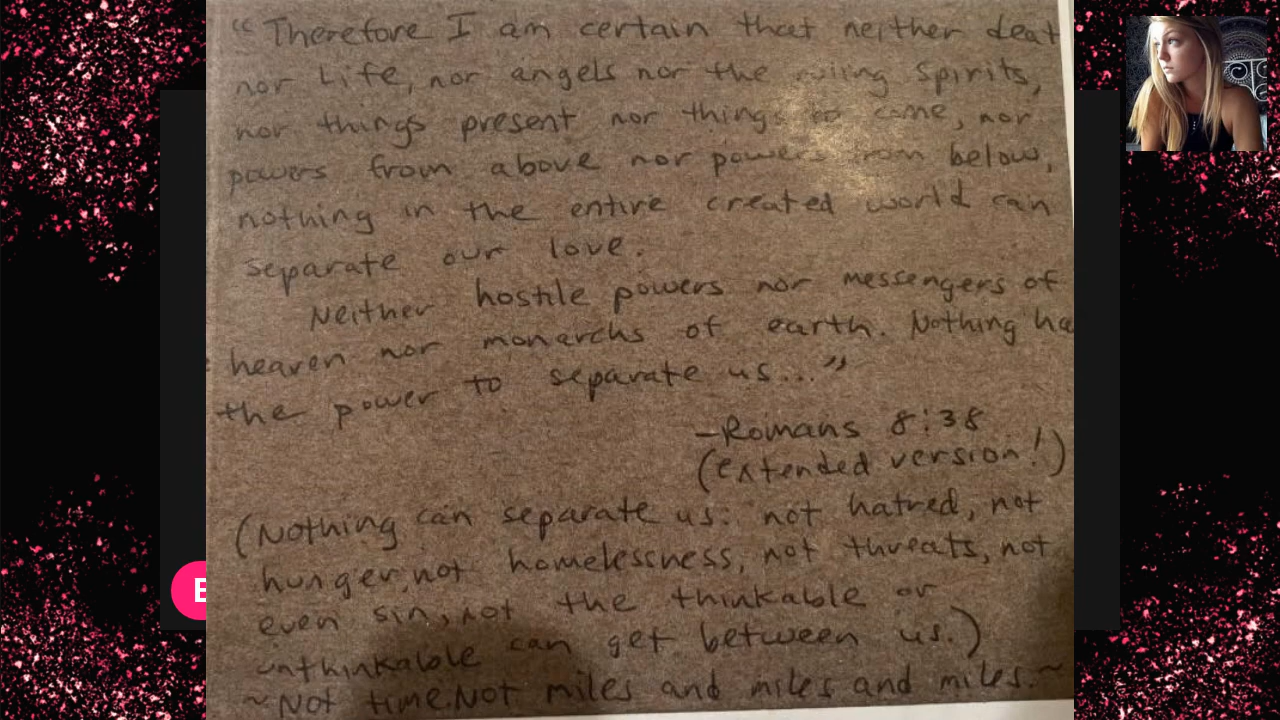 “Therefore I am certain that neither deat
nor Life, nor angels nor the ruling spirits,
nor things present nor things to come, nor
powers from above nor powers from below,
nothing in the entire created world can
separate our love.
Neither hostile powers nor messengers of
heaven nor monarchs of earth. Nothing ha
the power to separate us...”
-Romans 8:38
(extended version!)
(Nothing can separate us: not hatred, not
hunger, not homelessness, not threats, not
even sin, not the thinkable or
unthinkable can get between us.)
~Not time. Not miles and miles and miles.~
E